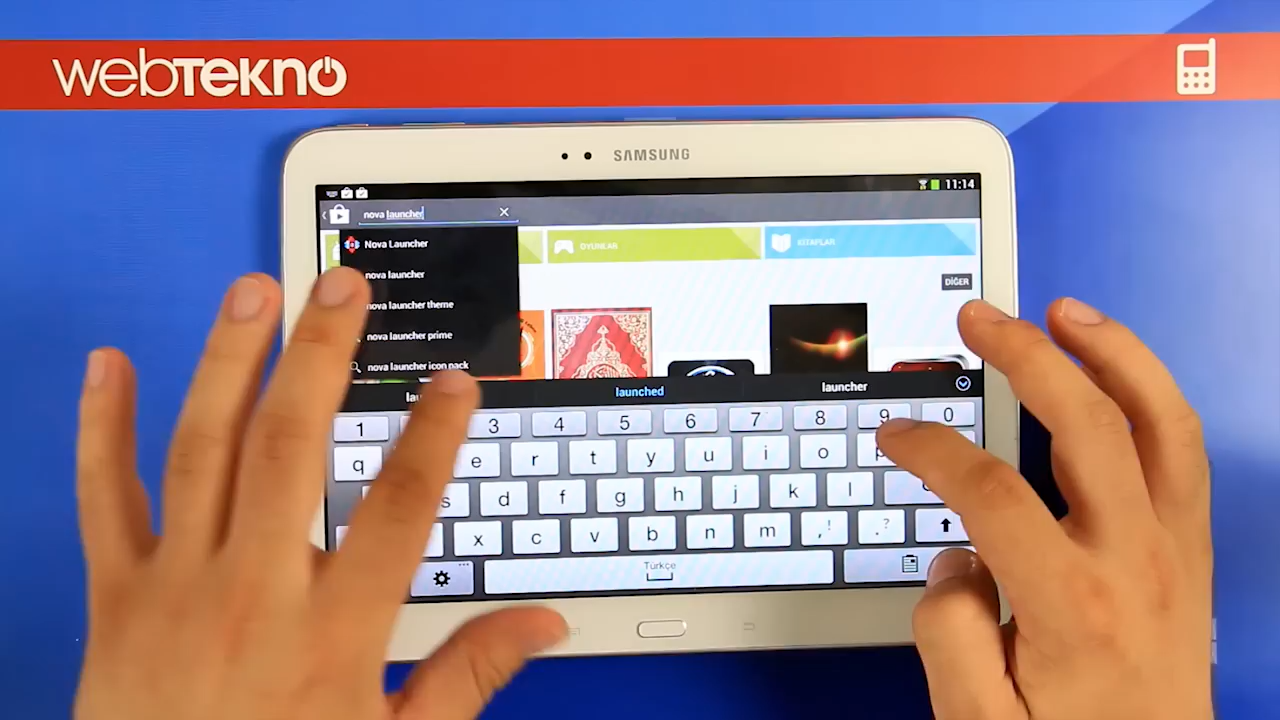 webTEKNO
SAMSUNG
11:14
nova launcher
Nova Launcher
nova launcher
nova launcher theme
nova launcher prime
nova launcher icon pack
OYUNLAR
KİTAPLAR
DİĞER
launched
launcher
1 3 4 5 6 7 8 9 0
q e r t y u i o p
s d f g h j k l
x c v b n m ,! .?
Türkçe